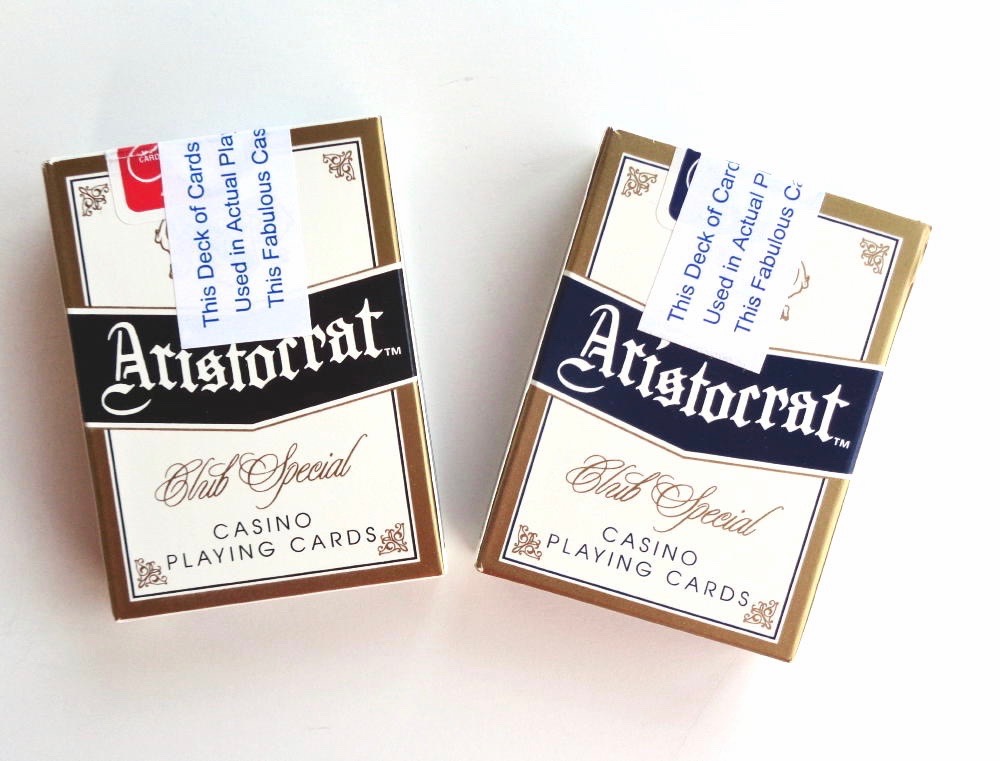 CARD
This Deck of Cards
Used in Actual Pla
This Fabulous Cas
Aristocrat™
Club Special
CASINO
PLAYING CARDS
This Deck of Card
Used in Actual P
This Fabulous Ca
Aristocrat™
Club Special
CASINO
PLAYING CARDS